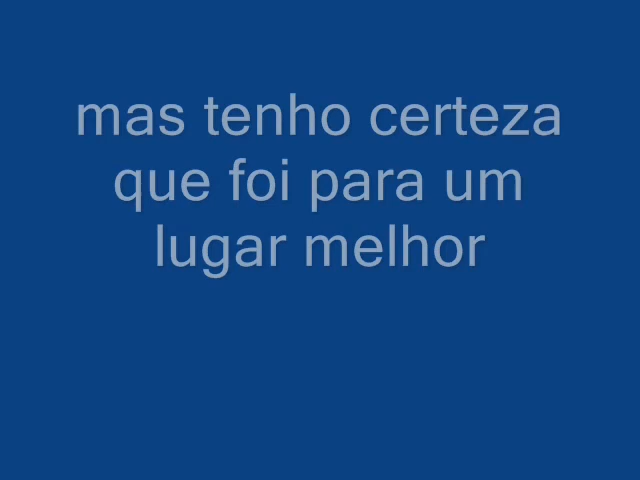 mas tenho certeza
que foi para um
lugar melhor